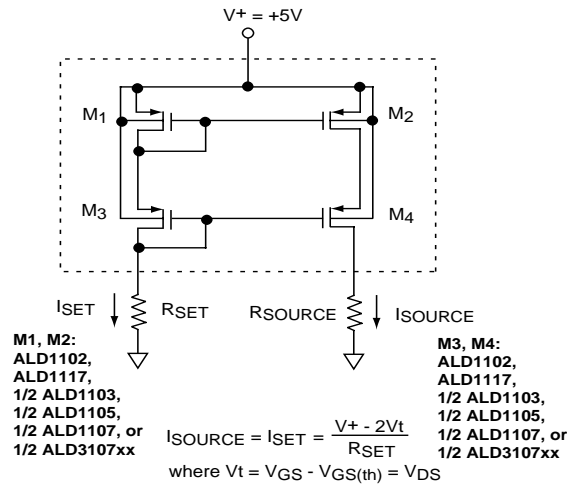 V+ = +5V
M1
M2
M3
M4
ISET
RSET
RSOURCE
ISOURCE
M1, M2:
ALD1102,
ALD1117,
1/2 ALD1103,
1/2 ALD1105,
1/2 ALD1107, or
1/2 ALD3107xx
M3, M4:
ALD1102,
ALD1117,
1/2 ALD1103,
1/2 ALD1105,
1/2 ALD1107, or
1/2 ALD3107xx
ISOURCE = ISET = V+ - 2Vt
RSET
where Vt = VGS - VGS(th) = VDS